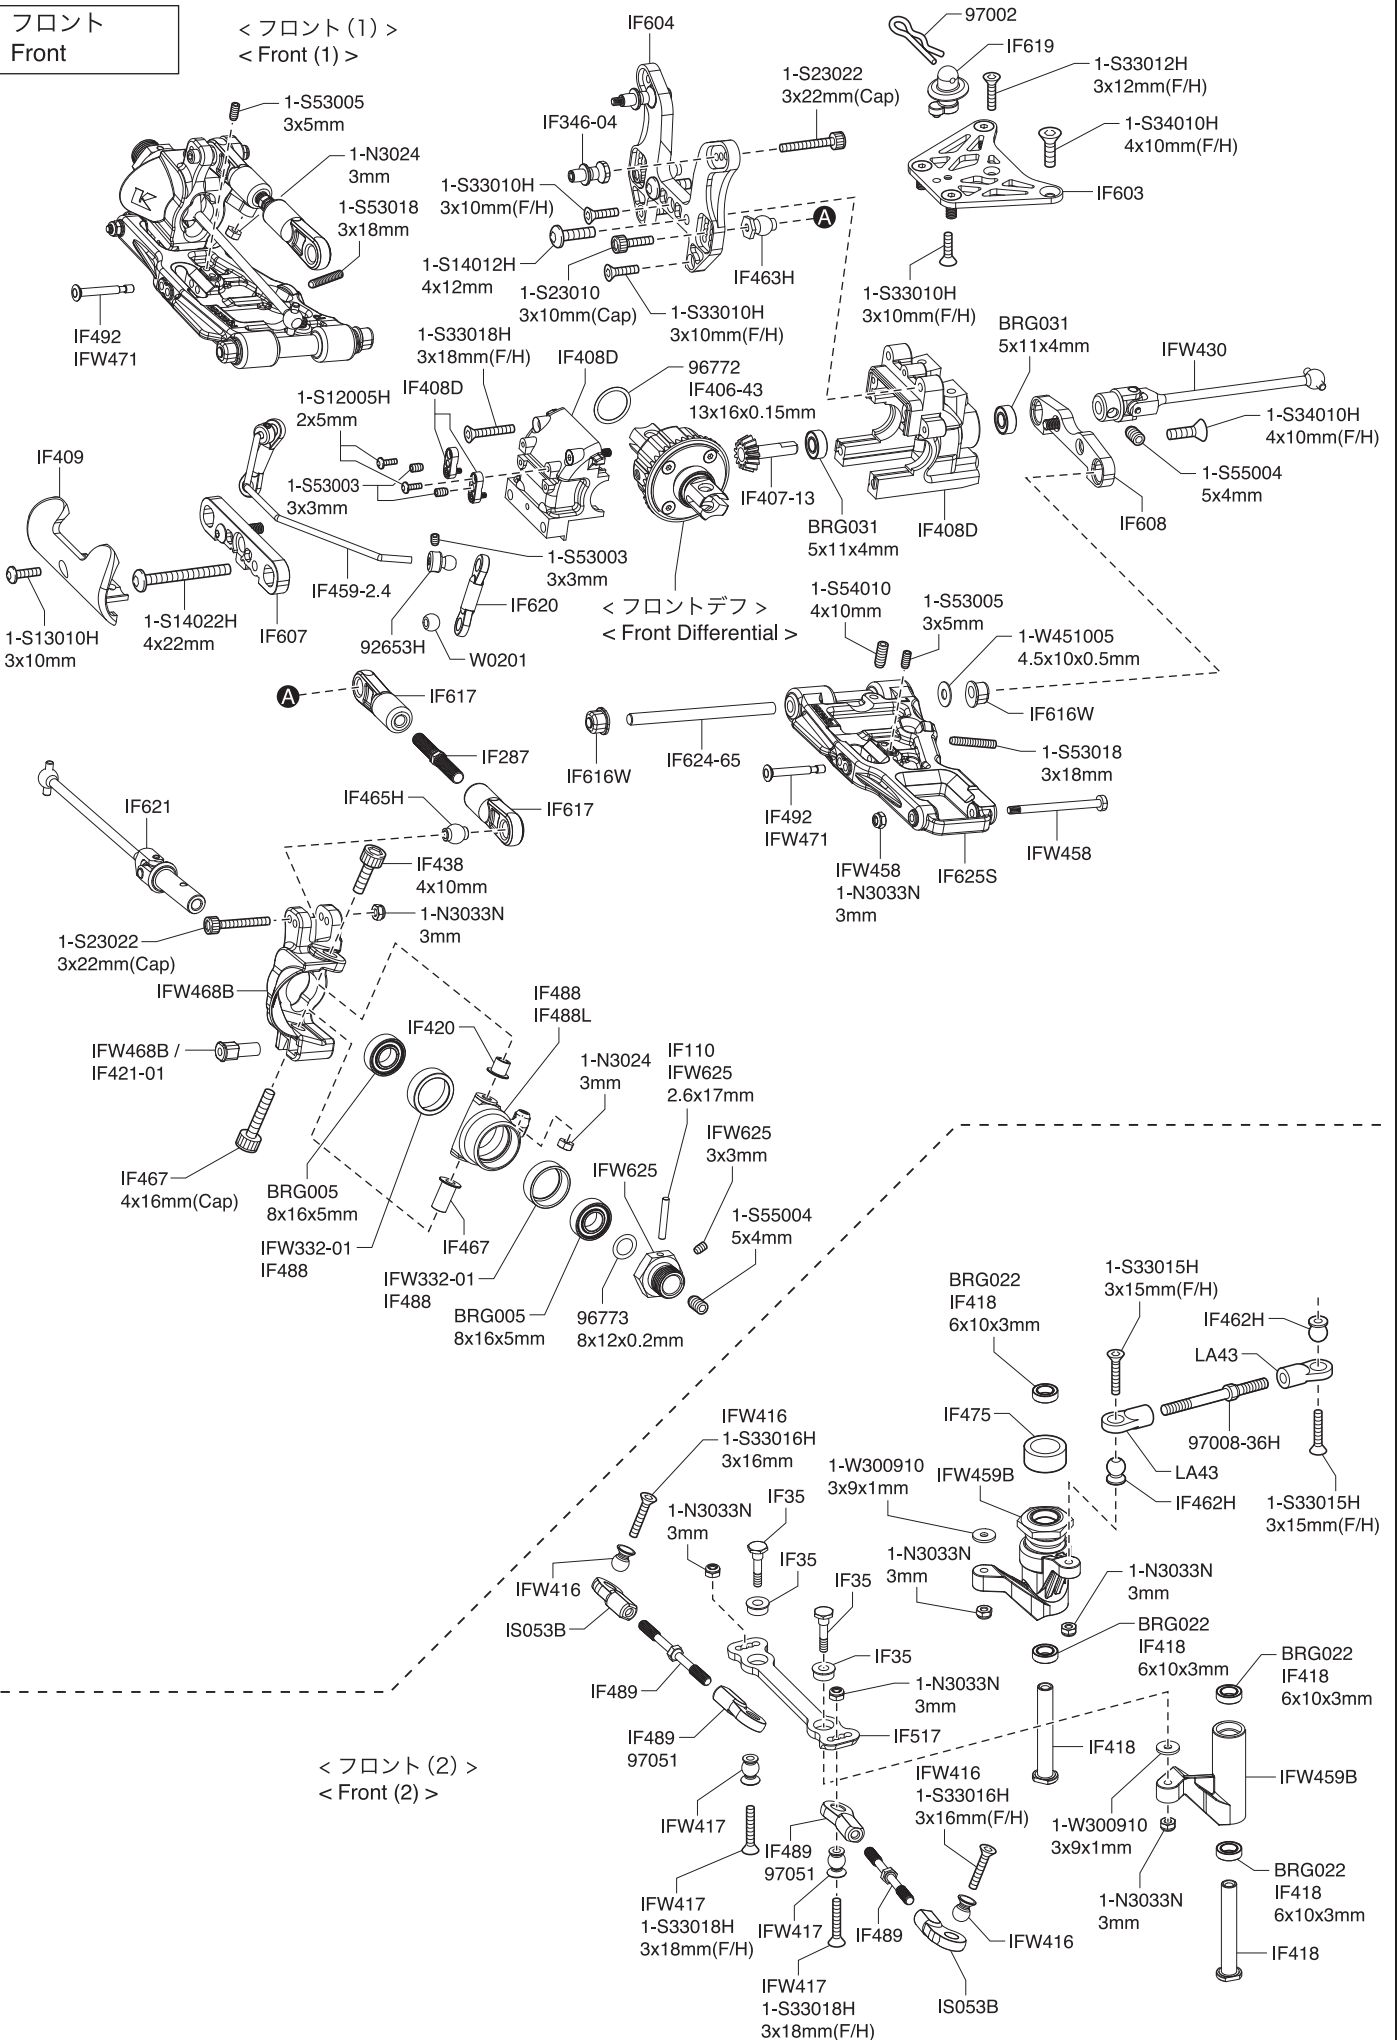 フロント
Front
< フロント (1) >
< Front (1) >
IF604
97002
IF619
1-S33012H
3x12mm(F/H)
1-S23022
3x22mm(Cap)
1-S53005
3x5mm
IF346-04
1-S34010H
4x10mm(F/H)
1-N3024
3mm
1-S33010H
3x10mm(F/H)
IF603
1-S53018
3x18mm
A
1-S14012H
4x12mm
IF463H
1-S23010
3x10mm(Cap)
1-S33010H
3x10mm(F/H)
1-S33010H
3x10mm(F/H)
IF492
IFW471
1-S33018H
3x18mm(F/H)
IF408D
BRG031
5x11x4mm
IFW430
96772
IF406-43
13x16x0.15mm
IF408D
1-S12005H
2x5mm
1-S34010H
4x10mm(F/H)
IF409
1-S53003
3x3mm
IF407-13
1-S55004
5x4mm
BRG031
5x11x4mm
IF408D
IF608
1-S53003
3x3mm
IF459-2.4
IF620
< フロントデフ >
< Front Differential >
1-S54010
4x10mm
1-S53005
3x5mm
1-S13010H
3x10mm
1-S14022H
4x22mm
IF607
92653H
W0201
1-W451005
4.5x10x0.5mm
A
IF617
IF616W
IF287
IF616W
IF624-65
1-S53018
3x18mm
IF621
IF465H
IF617
IF492
IFW471
IF438
4x10mm
IFW458
1-N3033N
3mm
IF625S
IFW458
1-N3033N
3mm
1-S23022
3x22mm(Cap)
IFW468B
IF488
IF488L
IF420
IFW468B /
IF421-01
1-N3024
3mm
IF110
IFW625
2.6x17mm
IFW625
3x3mm
IF467
4x16mm(Cap)
BRG005
8x16x5mm
IFW625
1-S55004
5x4mm
IFW332-01
IF488
IF467
IFW332-01
IF488
BRG005
8x16x5mm
96773
8x12x0.2mm
BRG022
IF418
6x10x3mm
1-S33015H
3x15mm(F/H)
IF462H
LA43
IF475
97008-36H
IFW416
1-S33016H
3x16mm
1-W300910
3x9x1mm
IFW459B
LA43
IF462H
1-S33015H
3x15mm(F/H)
1-N3033N
3mm
IF35
1-N3033N
3mm
1-N3033N
3mm
IFW416
IF35
IF35
IS053B
BRG022
IF418
6x10x3mm
BRG022
IF418
6x10x3mm
IF35
IF489
1-N3033N
3mm
IF489
97051
IF517
IF418
< フロント (2) >
< Front (2) >
IFW416
1-S33016H
3x16mm(F/H)
IFW459B
IFW417
IF489
97051
1-W300910
3x9x1mm
BRG022
IF418
6x10x3mm
IFW417
1-S33018H
3x18mm(F/H)
IFW417
IF489
IFW416
1-N3033N
3mm
IF418
IFW417
1-S33018H
3x18mm(F/H)
IS053B